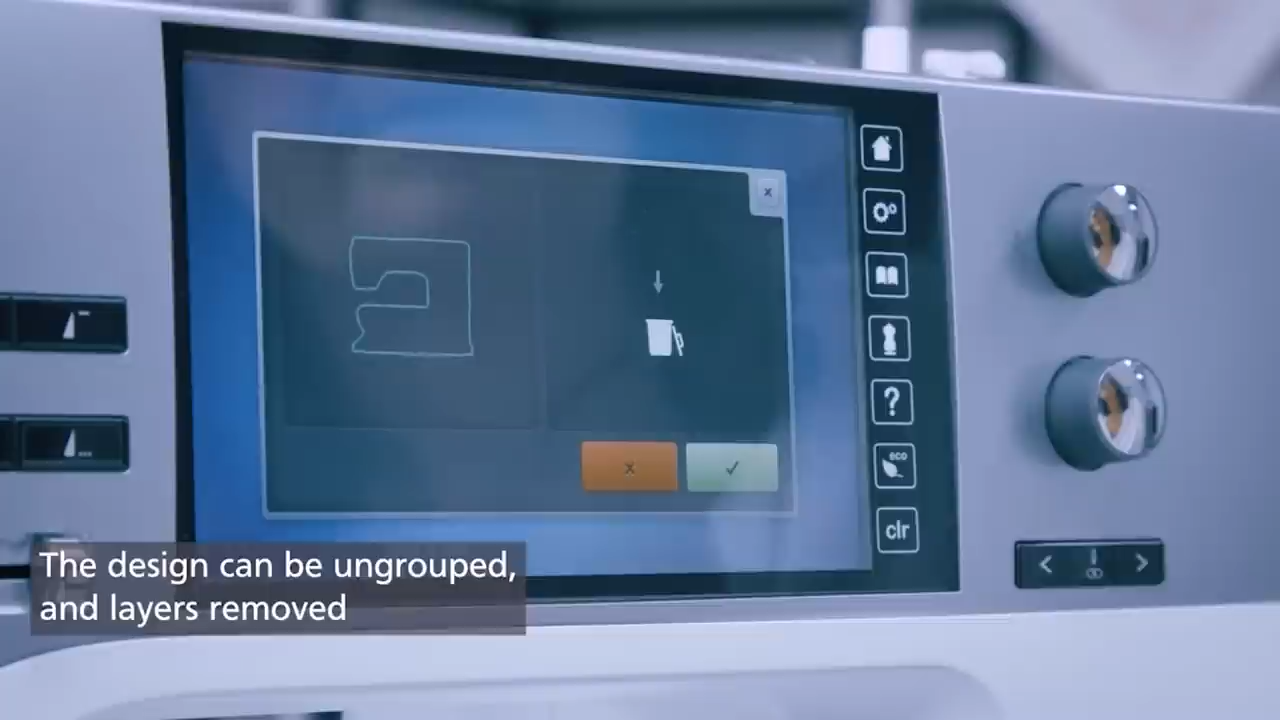 ?
eco
clr
The design can be ungrouped,
and layers removed